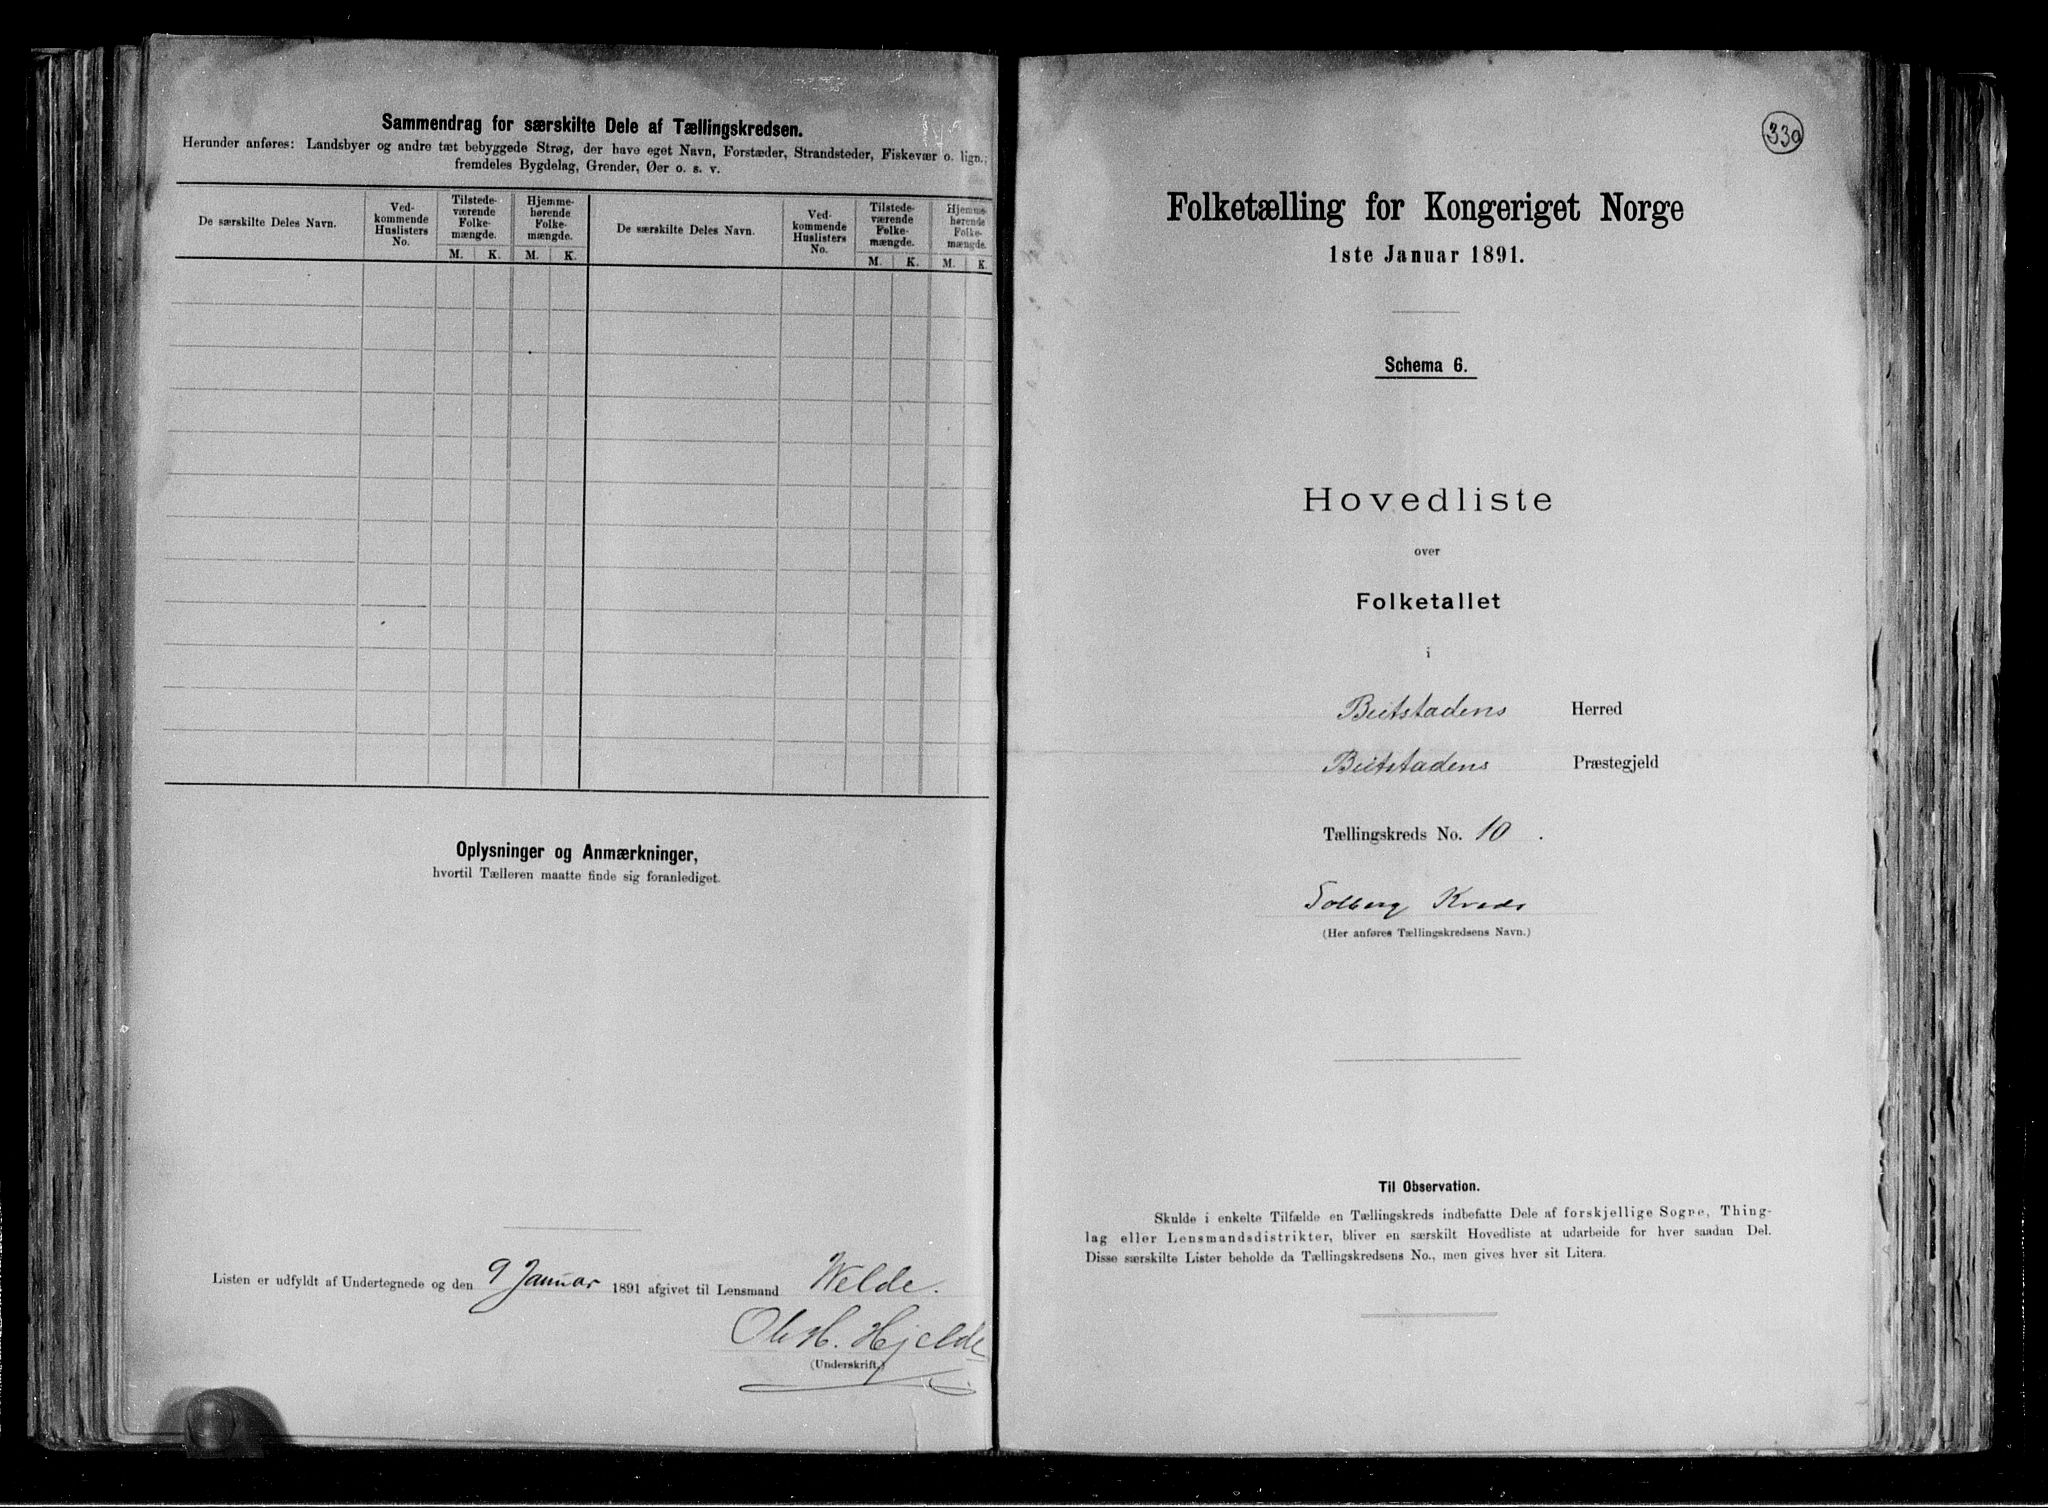 Sammendrag for særskilte Dele af Tællingskredsen.
Herunder anføres: Landsbyer og andre tæt bebyggede Strøg, der have eget Navn, Forstæder, Strandsteder, Fiskevær o. lign.;
fremdeles Bygdelag, Grender, Øer o. s. v.
De særskilte Deles Navn.
Ved-
kommende
Huslisters
No.
Tilstede-
værende
Folke-
mængde.
M. K.
Hjemme-
hørende
Folke-
mængde.
M. K.
De særskilte Deles Navn.
Ved-
kommende
Huslisters
No.
Tilstede-
værende
Folke-
mængde.
M. K.
Hjemme-
hørende
Folke-
mængde.
M. K.
Oplysninger og Anmærkninger,
hvortil Tælleren maatte finde sig foranlediget.
Listen er udfyldt af Undertegnede og den 9 Januar 1891 afgivet til Lensmand Welde.
Ole H. Hjelde
(Underskrift.)
330
Folketælling for Kongeriget Norge
1ste Januar 1891.
Schema 6.
Hovedliste
over
Folketallet
i
Beitstadens Herred
Beitstadens Præstegjeld
Tællingskreds No. 10.
Solberg Kreds
(Her anføres Tællingskredsens Navn.)
Til Observation.
Skulde i enkelte Tilfælde en Tællingskreds indbefatte Dele af forskjellige Sogne, Thing-
lag eller Lensmandsdistrikter, bliver en særskilt Hovedliste at udarbeide for hver saadan Del.
Disse særskilte Lister beholde da Tællingskredsens No., men gives hver sit Litera.